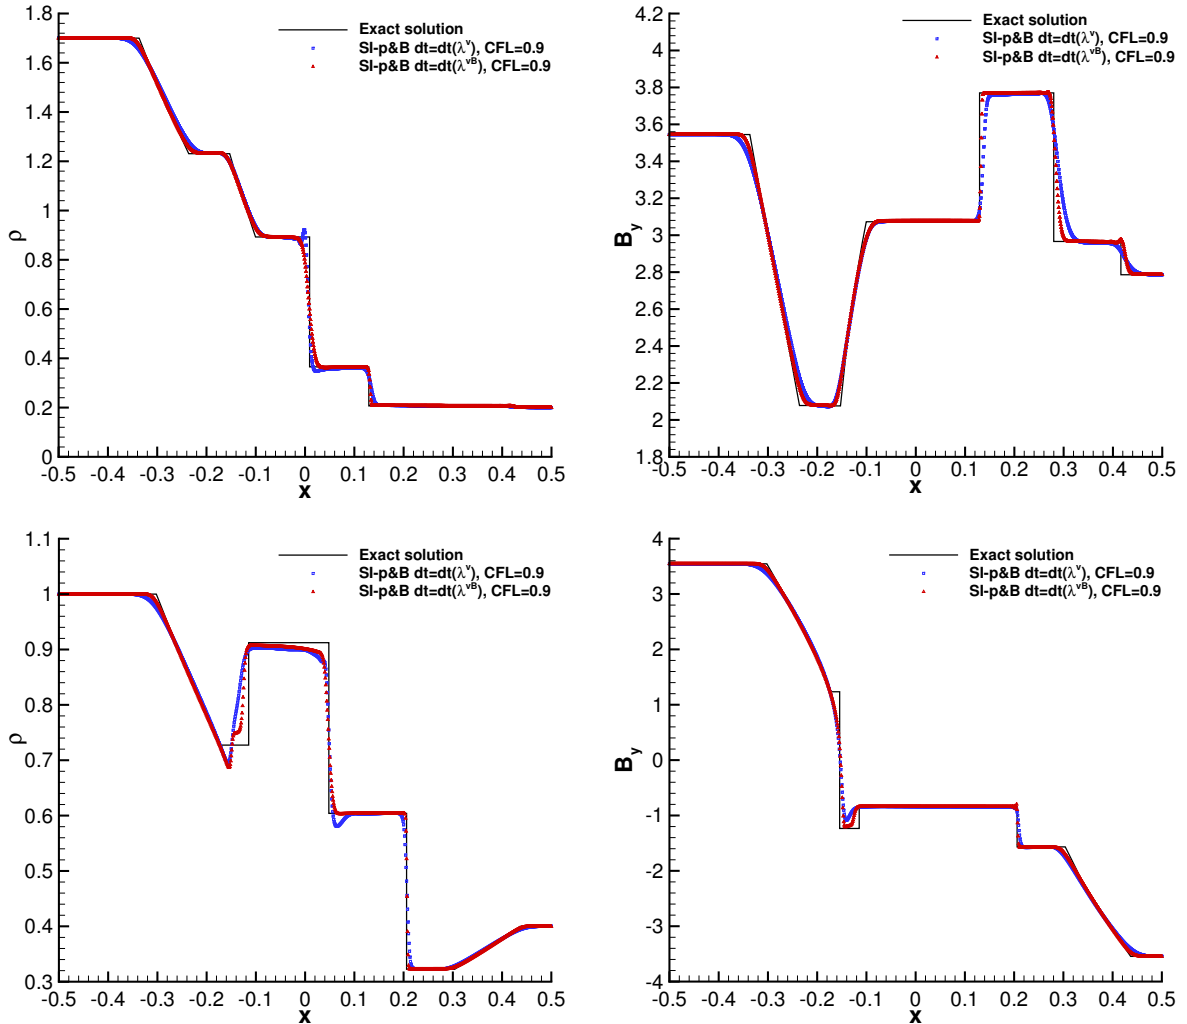 1.8
1.6
1.4
1.2
1
0.8
0.6
0.4
0.2
0
ρ
Exact solution
SI-p&B dt=dt(λᵛ), CFL=0.9
SI-p&B dt=dt(λᵛᴮ), CFL=0.9
-0.5 -0.4 -0.3 -0.2 -0.1 0 0.1 0.2 0.3 0.4 0.5
x
4.2
4
3.8
3.6
3.4
3.2
3
2.8
2.6
2.4
2.2
2
1.8
B_y
Exact solution
SI-p&B dt=dt(λᵛ), CFL=0.9
SI-p&B dt=dt(λᵛᴮ), CFL=0.9
-0.5 -0.4 -0.3 -0.2 -0.1 0 0.1 0.2 0.3 0.4 0.5
x
1.1
1
0.9
0.8
0.7
0.6
0.5
0.4
0.3
ρ
Exact solution
SI-p&B dt=dt(λᵛ), CFL=0.9
SI-p&B dt=dt(λᵛᴮ), CFL=0.9
-0.5 -0.4 -0.3 -0.2 -0.1 0 0.1 0.2 0.3 0.4 0.5
x
4
3
2
1
0
-1
-2
-3
-4
B_y
Exact solution
SI-p&B dt=dt(λᵛ), CFL=0.9
SI-p&B dt=dt(λᵛᴮ), CFL=0.9
-0.5 -0.4 -0.3 -0.2 -0.1 0 0.1 0.2 0.3 0.4 0.5
x